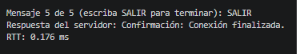 Mensaje 5 de 5 (escriba SALIR para terminar): SALIR
Respuesta del servidor: Confirmación: Conexión finalizada.
RTT: 0.176 ms